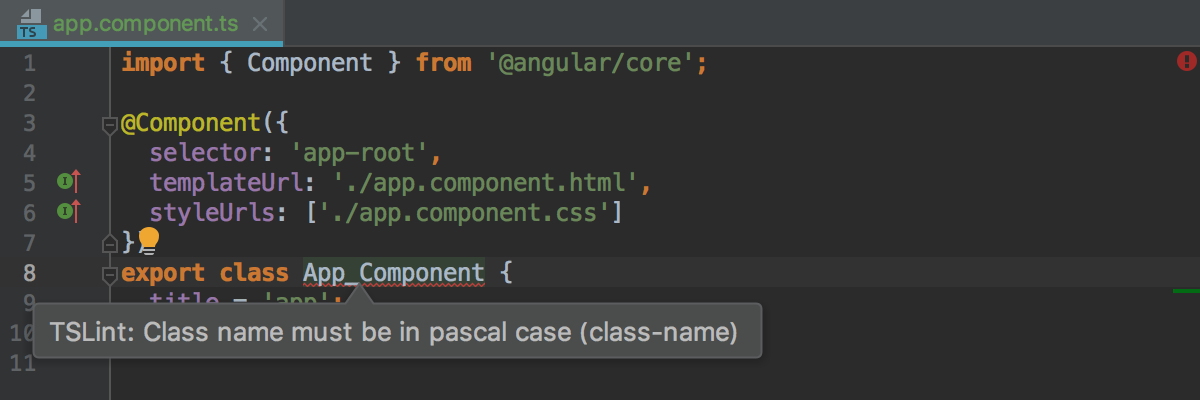 TS app.component.ts
1 import { Component } from '@angular/core';
2
3 @Component({
4 selector: 'app-root',
5 templateUrl: './app.component.html',
6 styleUrls: ['./app.component.css']
7 })
8 export class App_Component {
9 title = 'app';
TSLint: Class name must be in pascal case (class-name)
10
11